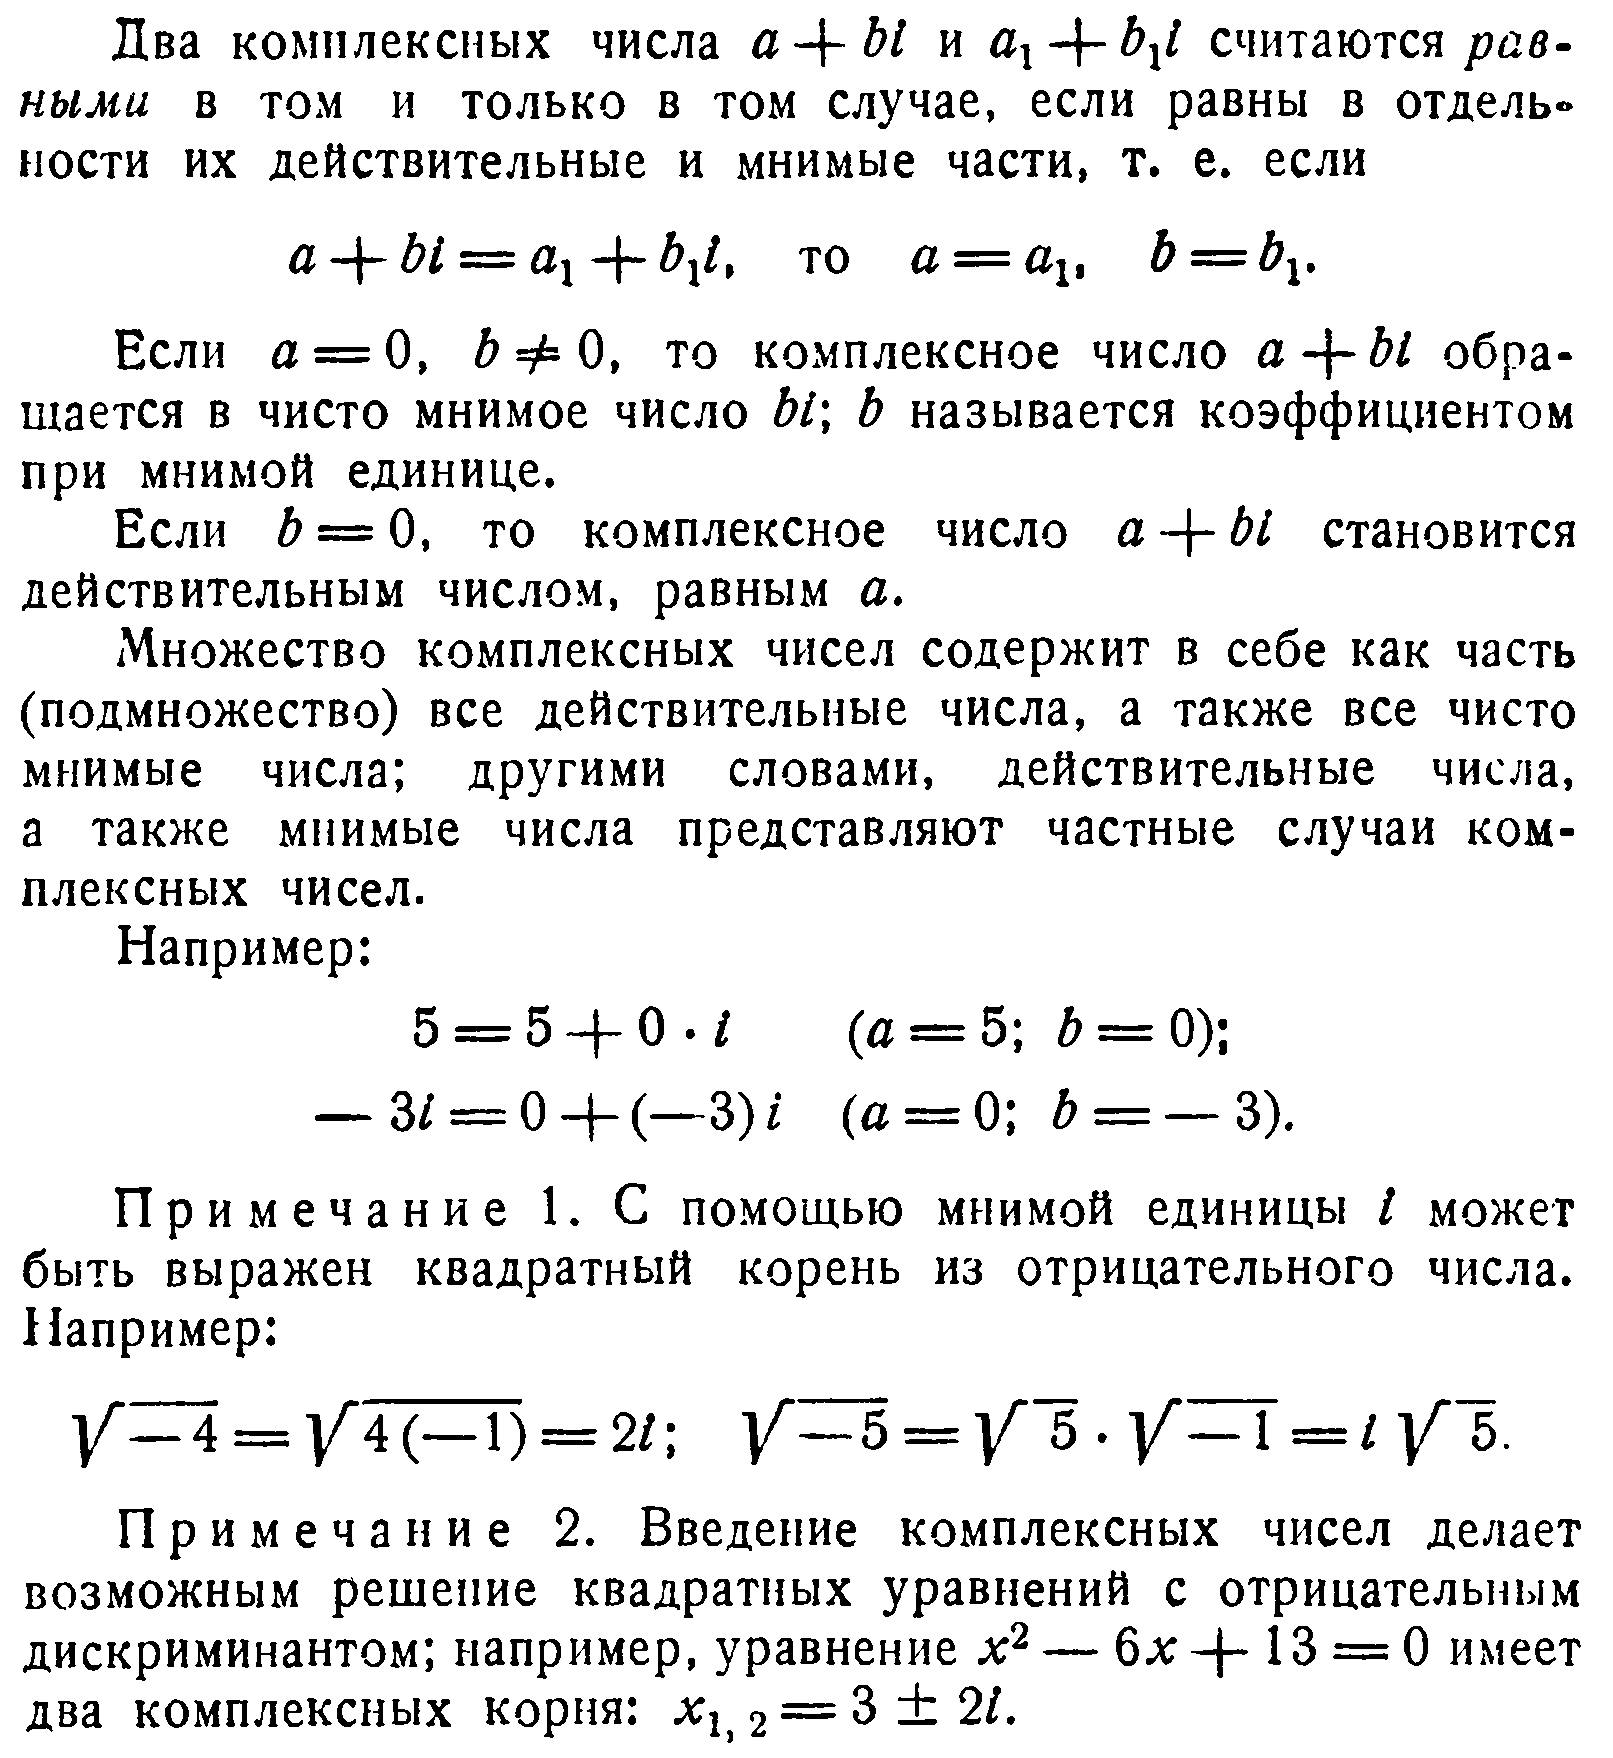 Два комплексных числа a + bi и a₁ + b₁i считаются рав-
ными в том и только в том случае, если равны в отдель-
ности их действительные и мнимые части, т. е. если
a + bi = a₁ + b₁i, то a = a₁, b = b₁.
Если a = 0, b ≠ 0, то комплексное число a + bi обра-
щается в чисто мнимое число bi; b называется коэффициентом
при мнимой единице.
Если b = 0, то комплексное число a + bi становится
действительным числом, равным a.
Множество комплексных чисел содержит в себе как часть
(подмножество) все действительные числа, а также все чисто
мнимые числа; другими словами, действительные числа,
а также мнимые числа представляют частные случаи ком-
плексных чисел.
Например:
5 = 5 + 0 · i (a = 5; b = 0);
— 3i = 0 + (—3) i (a = 0; b = — 3).
Примечание 1. С помощью мнимой единицы i может
быть выражен квадратный корень из отрицательного числа.
Например:
√—4 = √4 (—1) = 2i; √—5 = √5 · √—1 = i √5.
Примечание 2. Введение комплексных чисел делает
возможным решение квадратных уравнений с отрицательным
дискриминантом; например, уравнение x² — 6x + 13 = 0 имеет
два комплексных корня: x₁, ₂ = 3 ± 2i.